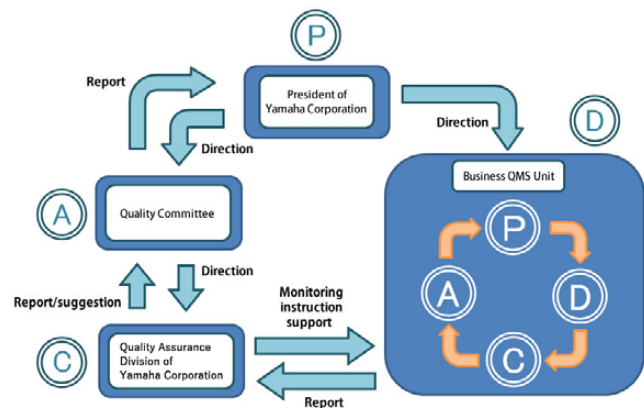 P
Report
President of
Yamaha Corporation
Direction
Direction
D
Business QMS Unit
A
Quality Committee
P
A
D
C
Direction
Report/suggestion
Monitoring
instruction
support
C
Quality Assurance
Division of
Yamaha Corporation
Report